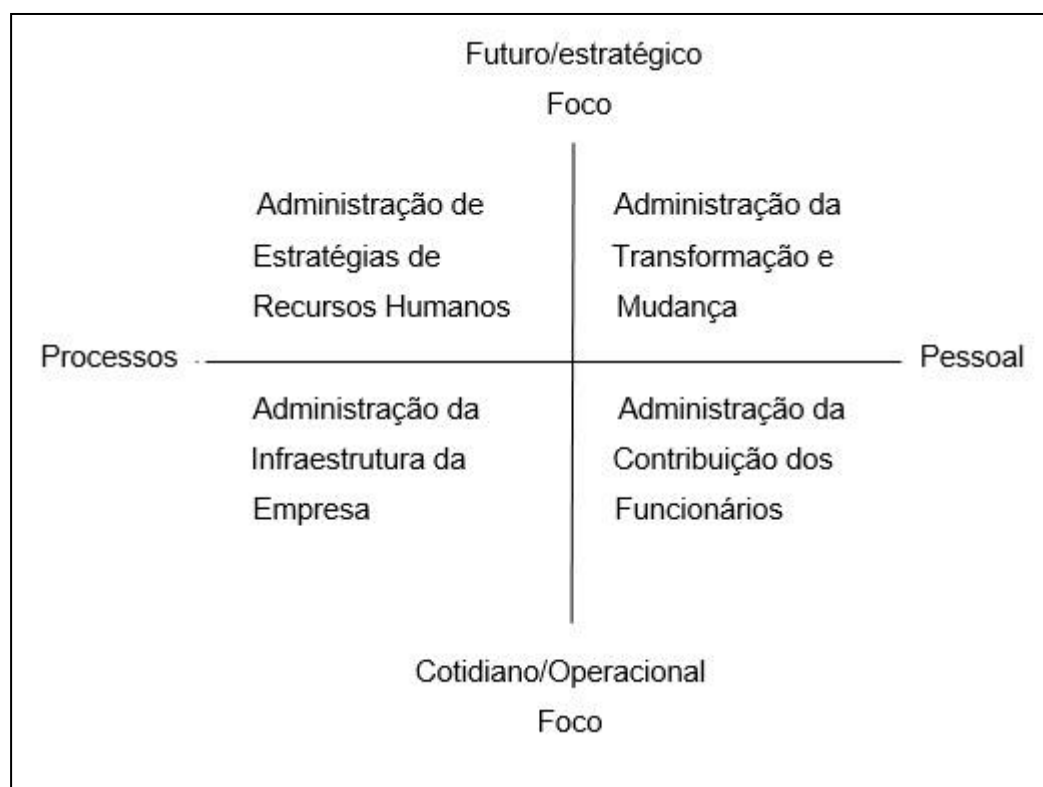 Futuro/estratégico
Foco
Administração de
Estratégias de
Recursos Humanos
Administração da
Transformação e
Mudança
Processos
Pessoal
Administração da
Infraestrutura da
Empresa
Administração da
Contribuição dos
Funcionários
Cotidiano/Operacional
Foco